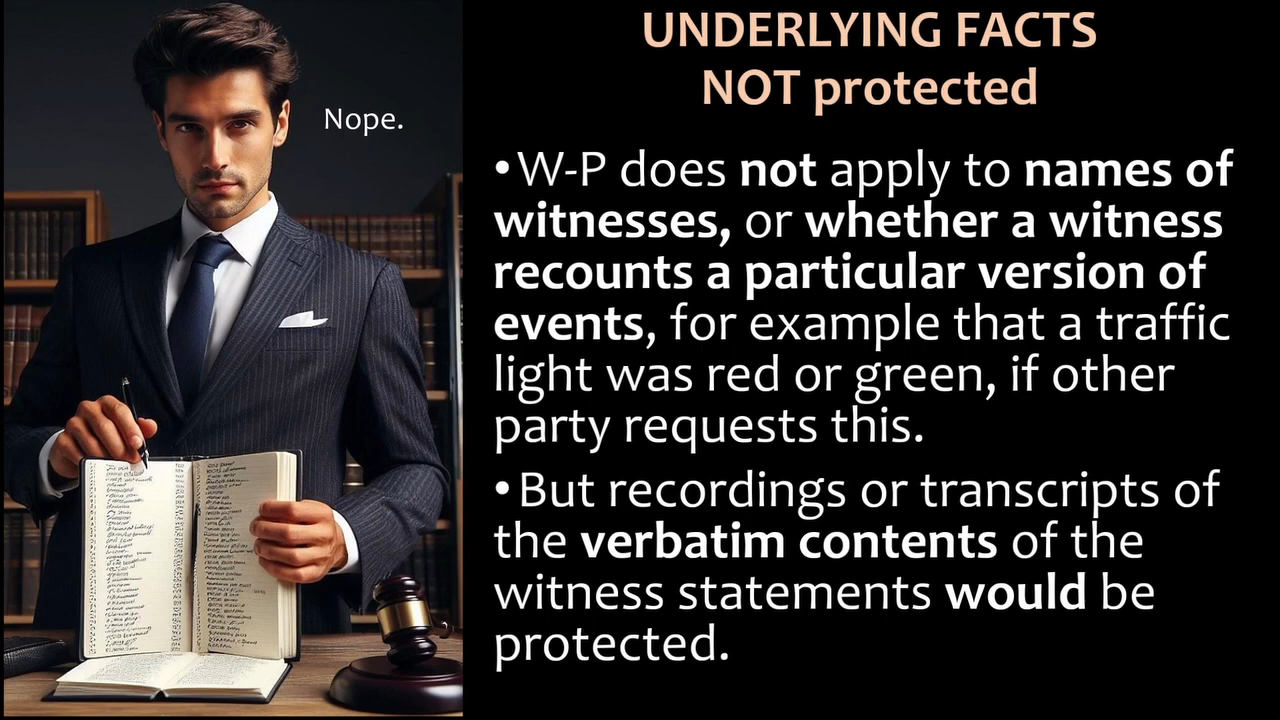 Nope.
UNDERLYING FACTS
NOT protected
•W-P does not apply to names of
witnesses, or whether a witness
recounts a particular version of
events, for example that a traffic
light was red or green, if other
party requests this.
•But recordings or transcripts of
the verbatim contents of the
witness statements would be
protected.